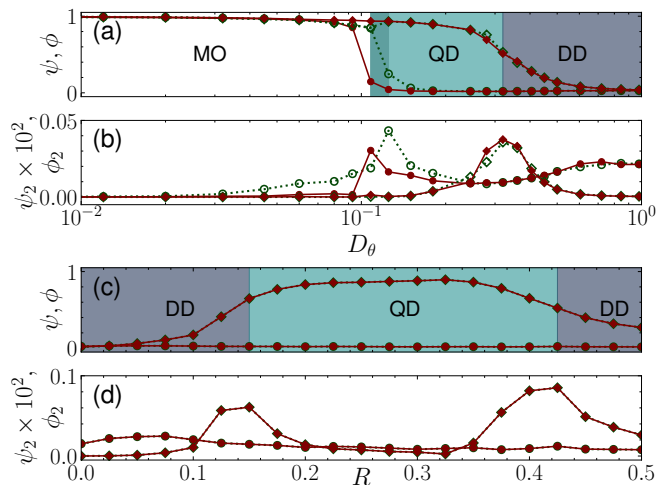 ψ, ϕ
1
0
(a)
MO
QD
DD
ψ₂ × 10²,
ϕ₂
0.05
0.00
(b)
10⁻²
10⁻¹
10⁰
D_θ
ψ, ϕ
1
0
(c)
DD
QD
DD
ψ₂ × 10²,
ϕ₂
0.1
0.0
(d)
0.0
0.1
0.2
0.3
0.4
0.5
R